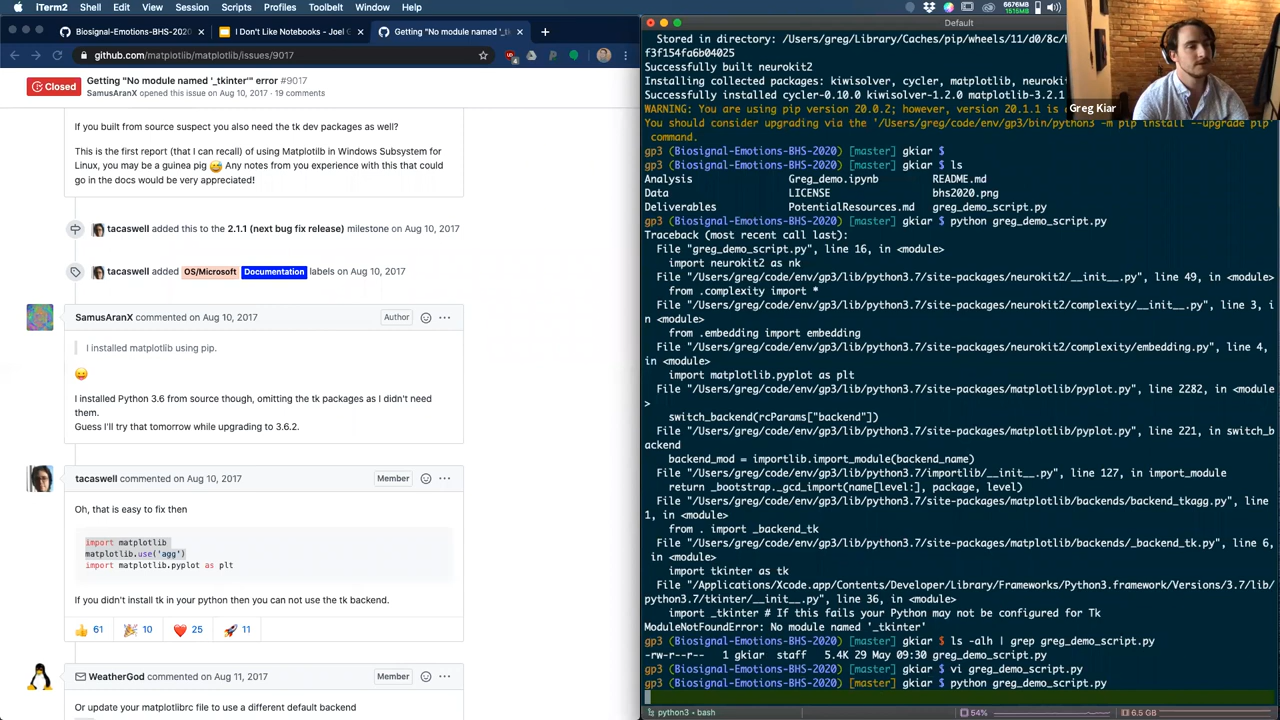 iTerm2 Shell Edit View Session Scripts Profiles Toolbelt Window Help
6676MB
1515MB
Biosignal-Emotions-BHS-2020
I Don't Like Notebooks - Joel G
Getting "No module named '_tk
github.com/matplotlib/matplotlib/issues/9017
Closed
Getting "No module named '_tkinter'" error #9017
SamusAranX opened this issue on Aug 10, 2017 · 19 comments
If you built from source suspect you also need the tk dev packages as well?
This is the first report (that I can recall) of using Matplotilb in Windows Subsystem for
Linux, you may be a guinea pig 😅 Any notes from you experience with this that could
go in the docs would be very appreciated!
tacaswell added this to the 2.1.1 (next bug fix release) milestone on Aug 10, 2017
tacaswell added OS/Microsoft Documentation labels on Aug 10, 2017
SamusAranX commented on Aug 10, 2017
Author
I installed matplotlib using pip.
😛
I installed Python 3.6 from source though, omitting the tk packages as I didn't need
them.
Guess I'll try that tomorrow while upgrading to 3.6.2.
tacaswell commented on Aug 10, 2017
Member
Oh, that is easy to fix then
import matplotlib
matplotlib.use('agg')
import matplotlib.pyplot as plt
If you didn't install tk in your python then you can not use the tk backend.
👍 61 🎉 10 ❤️ 25 🚀 11
WeatherGod commented on Aug 11, 2017
Member
Or update your matplotlibrc file to use a different default backend
Default
Stored in directory: /Users/greg/Library/Caches/pip/wheels/11/d0/8c/
f3f154fa6b04025
Successfully built neurokit2
Installing collected packages: kiwisolver, cycler, matplotlib, neurokit
Successfully installed cycler-0.10.0 kiwisolver-1.2.0 matplotlib-3.2.1
WARNING: You are using pip version 20.0.2; however, version 20.1.1 is
You should consider upgrading via the '/Users/greg/code/env/gp3/bin/python3 -m pip install --upgrade pip
' command.
Greg Kiar
gp3 (Biosignal-Emotions-BHS-2020) [master] gkiar $
gp3 (Biosignal-Emotions-BHS-2020) [master] gkiar $ ls
Analysis Greg_demo.ipynb README.md
Data LICENSE bhs2020.png
Deliverables PotentialResources.md greg_demo_script.py
gp3 (Biosignal-Emotions-BHS-2020) [master] gkiar $ python greg_demo_script.py
Traceback (most recent call last):
File "greg_demo_script.py", line 16, in <module>
import neurokit2 as nk
File "/Users/greg/code/env/gp3/lib/python3.7/site-packages/neurokit2/__init__.py", line 49, in <module>
from .complexity import *
File "/Users/greg/code/env/gp3/lib/python3.7/site-packages/neurokit2/complexity/__init__.py", line 3,
in <module>
from .embedding import embedding
File "/Users/greg/code/env/gp3/lib/python3.7/site-packages/neurokit2/complexity/embedding.py", line 4,
in <module>
import matplotlib.pyplot as plt
File "/Users/greg/code/env/gp3/lib/python3.7/site-packages/matplotlib/pyplot.py", line 2282, in <module
>
switch_backend(rcParams["backend"])
File "/Users/greg/code/env/gp3/lib/python3.7/site-packages/matplotlib/pyplot.py", line 221, in switch_b
ackend
backend_mod = importlib.import_module(backend_name)
File "/Users/greg/code/env/gp3/lib/python3.7/importlib/__init__.py", line 127, in import_module
return _bootstrap._gcd_import(name[level:], package, level)
File "/Users/greg/code/env/gp3/lib/python3.7/site-packages/matplotlib/backends/backend_tkagg.py", line
1, in <module>
from . import _backend_tk
File "/Users/greg/code/env/gp3/lib/python3.7/site-packages/matplotlib/backends/_backend_tk.py", line 6,
in <module>
import tkinter as tk
File "/Applications/Xcode.app/Contents/Developer/Library/Frameworks/Python3.framework/Versions/3.7/lib/
python3.7/tkinter/__init__.py", line 36, in <module>
import _tkinter # If this fails your Python may not be configured for Tk
ModuleNotFoundError: No module named '_tkinter'
gp3 (Biosignal-Emotions-BHS-2020) [master] gkiar $ ls -alh | grep greg_demo_script.py
-rw-r--r-- 1 gkiar staff 5.4K 29 May 09:30 greg_demo_script.py
gp3 (Biosignal-Emotions-BHS-2020) [master] gkiar $ vi greg_demo_script.py
gp3 (Biosignal-Emotions-BHS-2020) [master] gkiar $ python greg_demo_script.py
python3 • bash
54%
6.5 GB